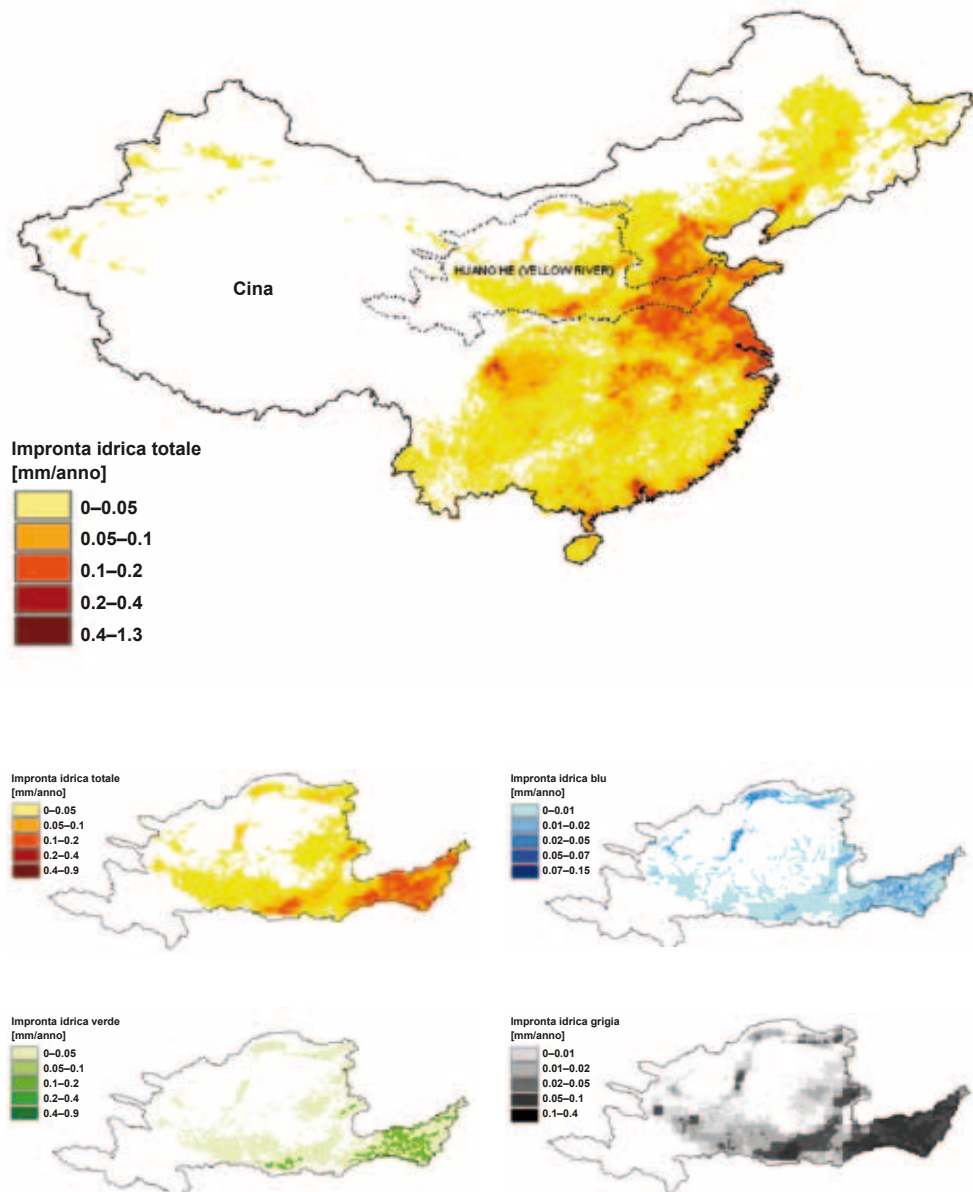 HUANG HE (YELLOW RIVER)
Cina
Impronta idrica totale
[mm/anno]
0–0.05
0.05–0.1
0.1–0.2
0.2–0.4
0.4–1.3
Impronta idrica totale
[mm/anno]
0–0.05
0.05–0.1
0.1–0.2
0.2–0.4
0.4–0.9
Impronta idrica blu
[mm/anno]
0–0.01
0.01–0.02
0.02–0.05
0.05–0.07
0.07–0.15
Impronta idrica verde
[mm/anno]
0–0.05
0.05–0.1
0.1–0.2
0.2–0.4
0.4–0.9
Impronta idrica grigia
[mm/anno]
0–0.01
0.01–0.02
0.02–0.05
0.05–0.1
0.1–0.4